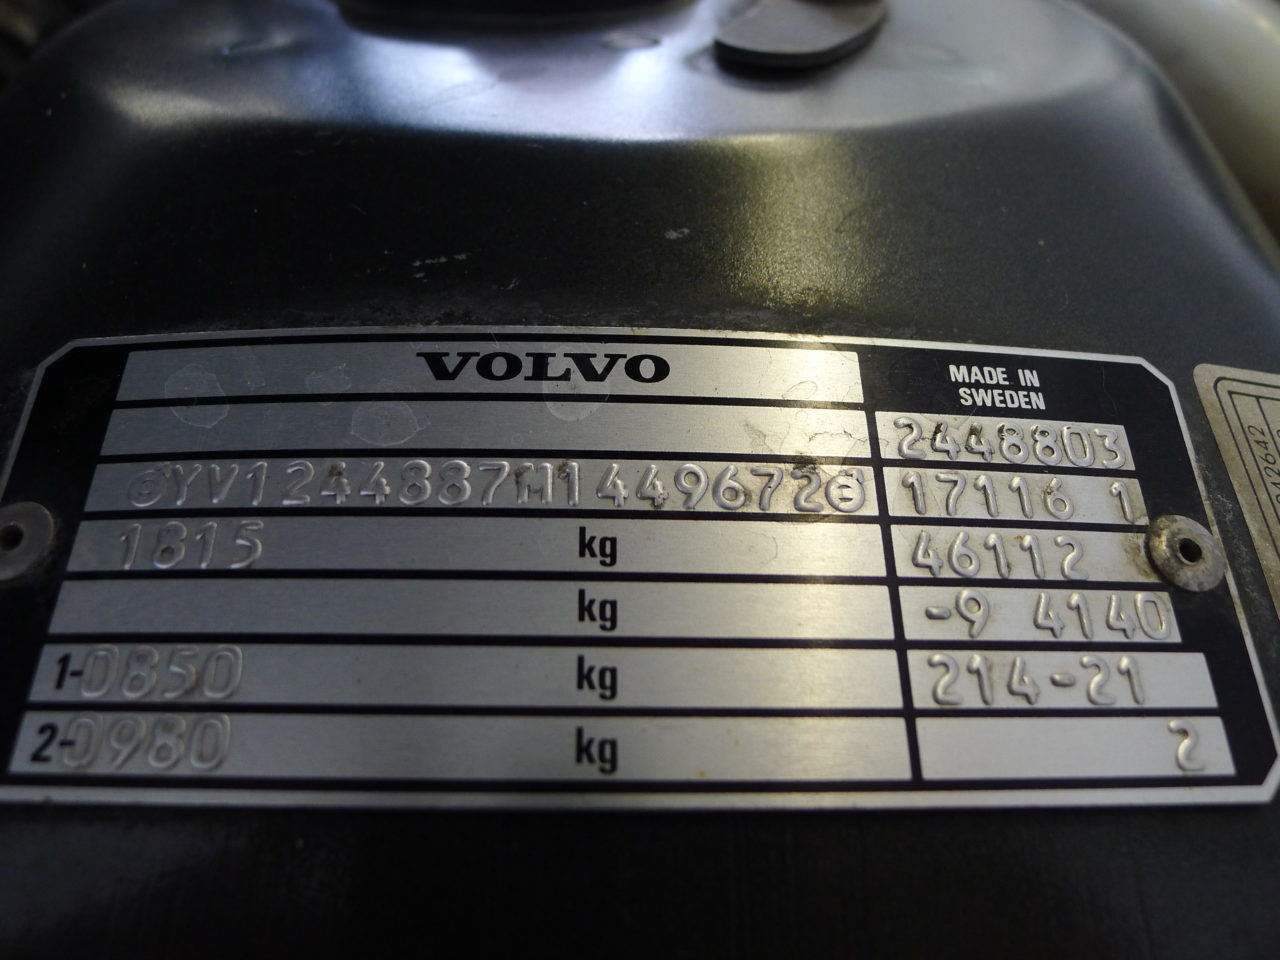 VOLVO
MADE IN
SWEDEN
2448803
YV1244887M1449672
17116 1
1815 kg
46112
kg
-9 4140
1-0850 kg
214-21
2-0980 kg
2